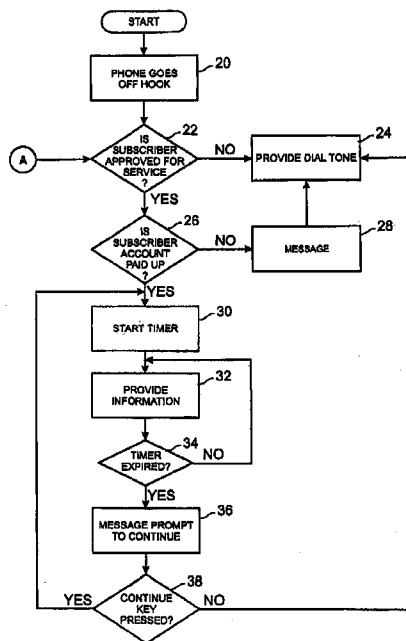 START
PHONE GOES
OFF HOOK
20
IS
SUBSCRIBER
APPROVED FOR
SERVICE
?
22
NO
A
PROVIDE DIAL TONE
24
YES
IS
SUBSCRIBER
ACCOUNT
PAID UP
?
26
NO
MESSAGE
28
YES
START TIMER
30
PROVIDE
INFORMATION
32
TIMER
EXPIRED?
34
NO
YES
MESSAGE PROMPT
TO CONTINUE
36
YES
CONTINUE
KEY
PRESSED?
38
NO